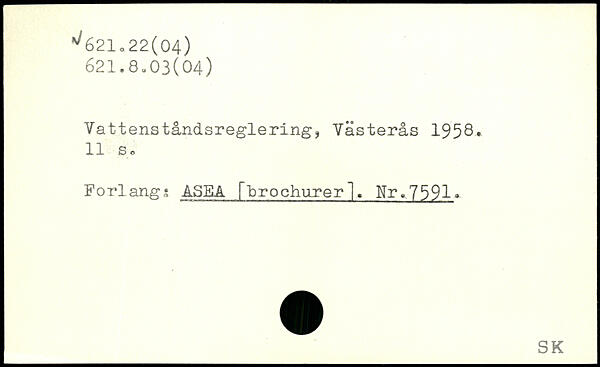 621.22(04)
621.8.03(04)
Vattenståndsreglering, Västerås 1958.
11 s.
Forlang: ASEA [brochurer]. Nr.7591.
SK